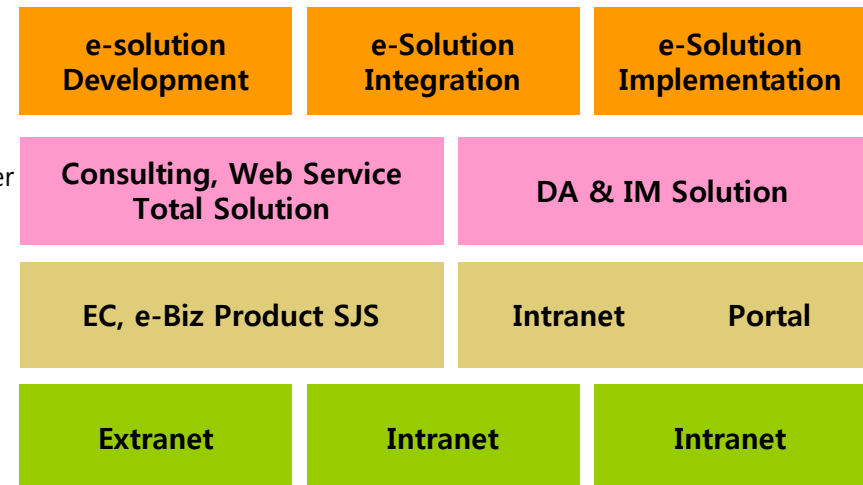 e-solution
Development
e-Solution
Integration
e-Solution
Implementation
er
Consulting, Web Service
Total Solution
DA & IM Solution
EC, e-Biz Product SJS
Intranet Portal
Extranet
Intranet
Intranet